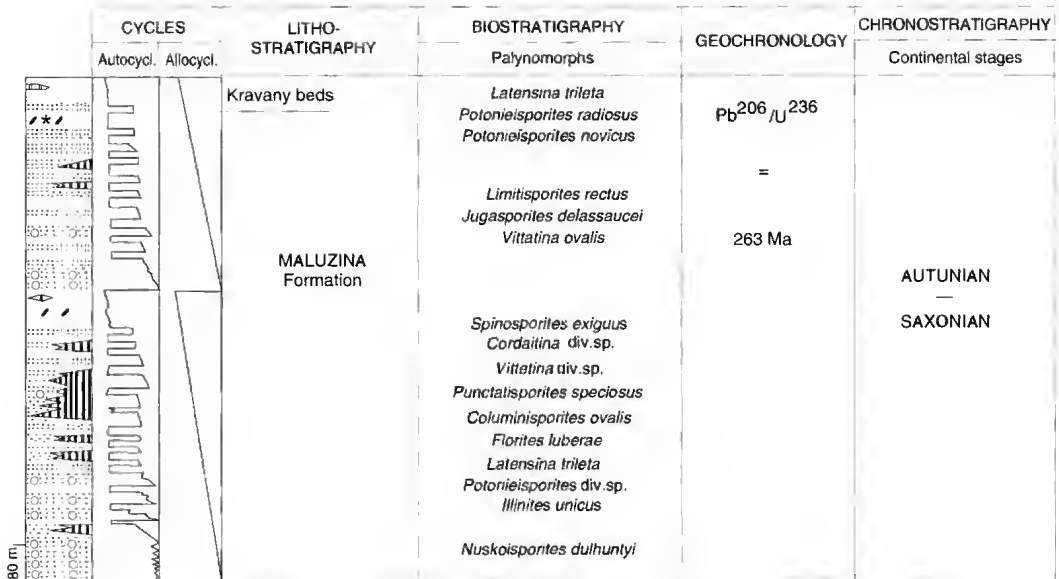 CYCLES
Autocycl. Allocycl.
LITHO-
STRATIGRAPHY
BIOSTRATIGRAPHY
Palynomorphs
GEOCHRONOLOGY
CHRONOSTRATIGRAPHY
Continental stages
Kravany beds
MALUZINA
Formation
Latensina trileta
Potonieisporites radiosus
Potonieisporites novicus
Limitisporites rectus
Jugasporites delassaucei
Vittatina ovalis
Spinosporites exiguus
Cordaitina div.sp.
Vittatina div.sp.
Punctatisporites speciosus
Columinisporites ovalis
Florites luberae
Latensina trileta
Potonieisporites div.sp.
Illinites unicus
Nuskoisporites dulhuntyi
Pb206/U236
=
263 Ma
AUTUNIAN
—
SAXONIAN
80 m